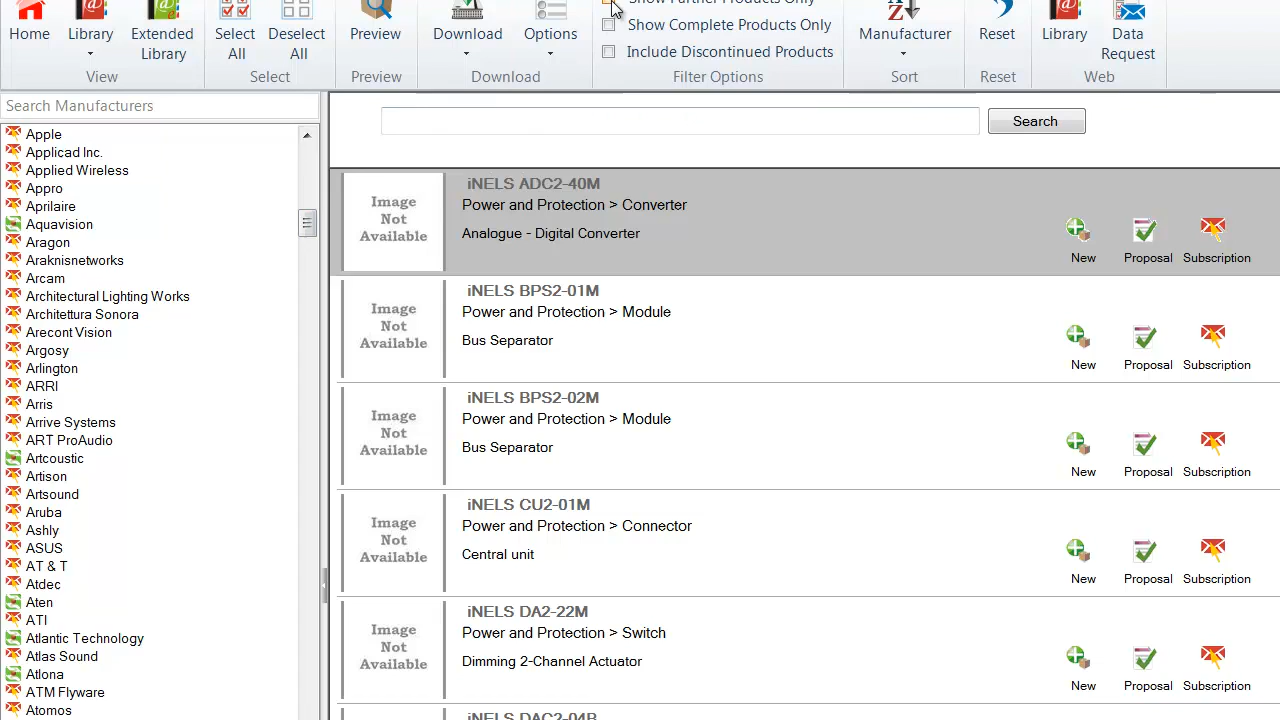 Show Partner Products Only
Home
Library
Extended
Library
Select
All
Deselect
All
Preview
Download
Options
Show Complete Products Only
Include Discontinued Products
Manufacturer
Reset
Library
Data
Request
View
Select
Preview
Download
Filter Options
Sort
Reset
Web
Search Manufacturers
Apple
Applicad Inc.
Applied Wireless
Appro
Aprilaire
Aquavision
Aragon
Araknisnetworks
Arcam
Architectural Lighting Works
Architettura Sonora
Arecont Vision
Argosy
Arlington
ARRI
Arris
Arrive Systems
ART ProAudio
Artcoustic
Artison
Artsound
Aruba
Ashly
ASUS
AT & T
Atdec
Aten
ATI
Atlantic Technology
Atlas Sound
Atlona
ATM Flyware
Atomos
Search
Image
Not
Available
iNELS ADC2-40M
Power and Protection > Converter
Analogue - Digital Converter
New
Proposal
Subscription
Image
Not
Available
iNELS BPS2-01M
Power and Protection > Module
Bus Separator
New
Proposal
Subscription
Image
Not
Available
iNELS BPS2-02M
Power and Protection > Module
Bus Separator
New
Proposal
Subscription
Image
Not
Available
iNELS CU2-01M
Power and Protection > Connector
Central unit
New
Proposal
Subscription
Image
Not
Available
iNELS DA2-22M
Power and Protection > Switch
Dimming 2-Channel Actuator
New
Proposal
Subscription
iNELS DAC2-04B